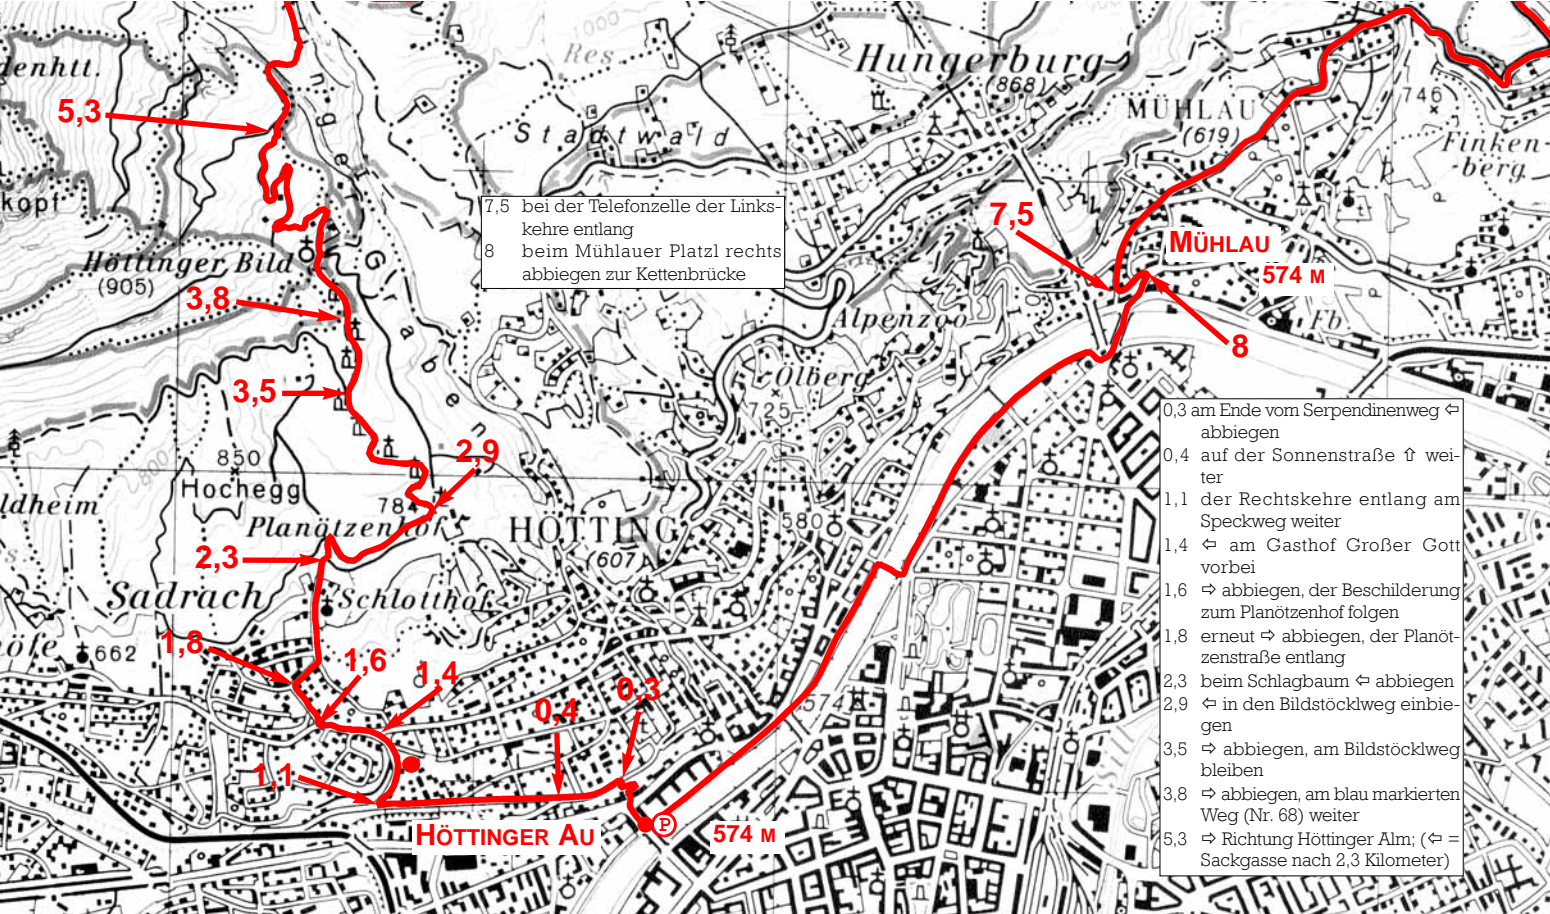 Res.
denhtt.
Hungerburg
(868)
5,3
MÜHLAU
(619)
746
Stadtwald
Finken-
berg
kopf
7,5 bei der Telefonzelle der Links-
kehre entlang
8 beim Mühlauer Platzl rechts
abbiegen zur Kettenbrücke
7,5
MÜHLAU
574 M
Höttinger Bild
(905)
Graben
3,8
Alpenzoo
Fb.
8
Ölberg
725
3,5
0,3 am Ende vom Serpendinenweg ⇦
abbiegen
0,4 auf der Sonnenstraße ⇧ wei-
ter
1,1 der Rechtskehre entlang am
Speckweg weiter
1,4 ⇦ am Gasthof Großer Gott
vorbei
1,6 ⇨ abbiegen, der Beschilderung
zum Planötzenhof folgen
1,8 erneut ⇨ abbiegen, der Planöt-
zenstraße entlang
2,3 beim Schlagbaum ⇦ abbiegen
2,9 ⇦ in den Bildstöcklweg einbie-
gen
3,5 ⇨ abbiegen, am Bildstöcklweg
bleiben
3,8 ⇨ abbiegen, am blau markierten
Weg (Nr. 68) weiter
5,3 ⇨ Richtung Höttinger Alm; (⇦ =
Sackgasse nach 2,3 Kilometer)
2,9
850
Hochegg
800
ldheim
784
Planötzenhof
HÖTTING
(607)
580
2,3
Sadrach
Schlotthof
1,8
662
höfe
1,6
1,4
0,3
0,4
574
1,1
HÖTTINGER AU
P
574 M